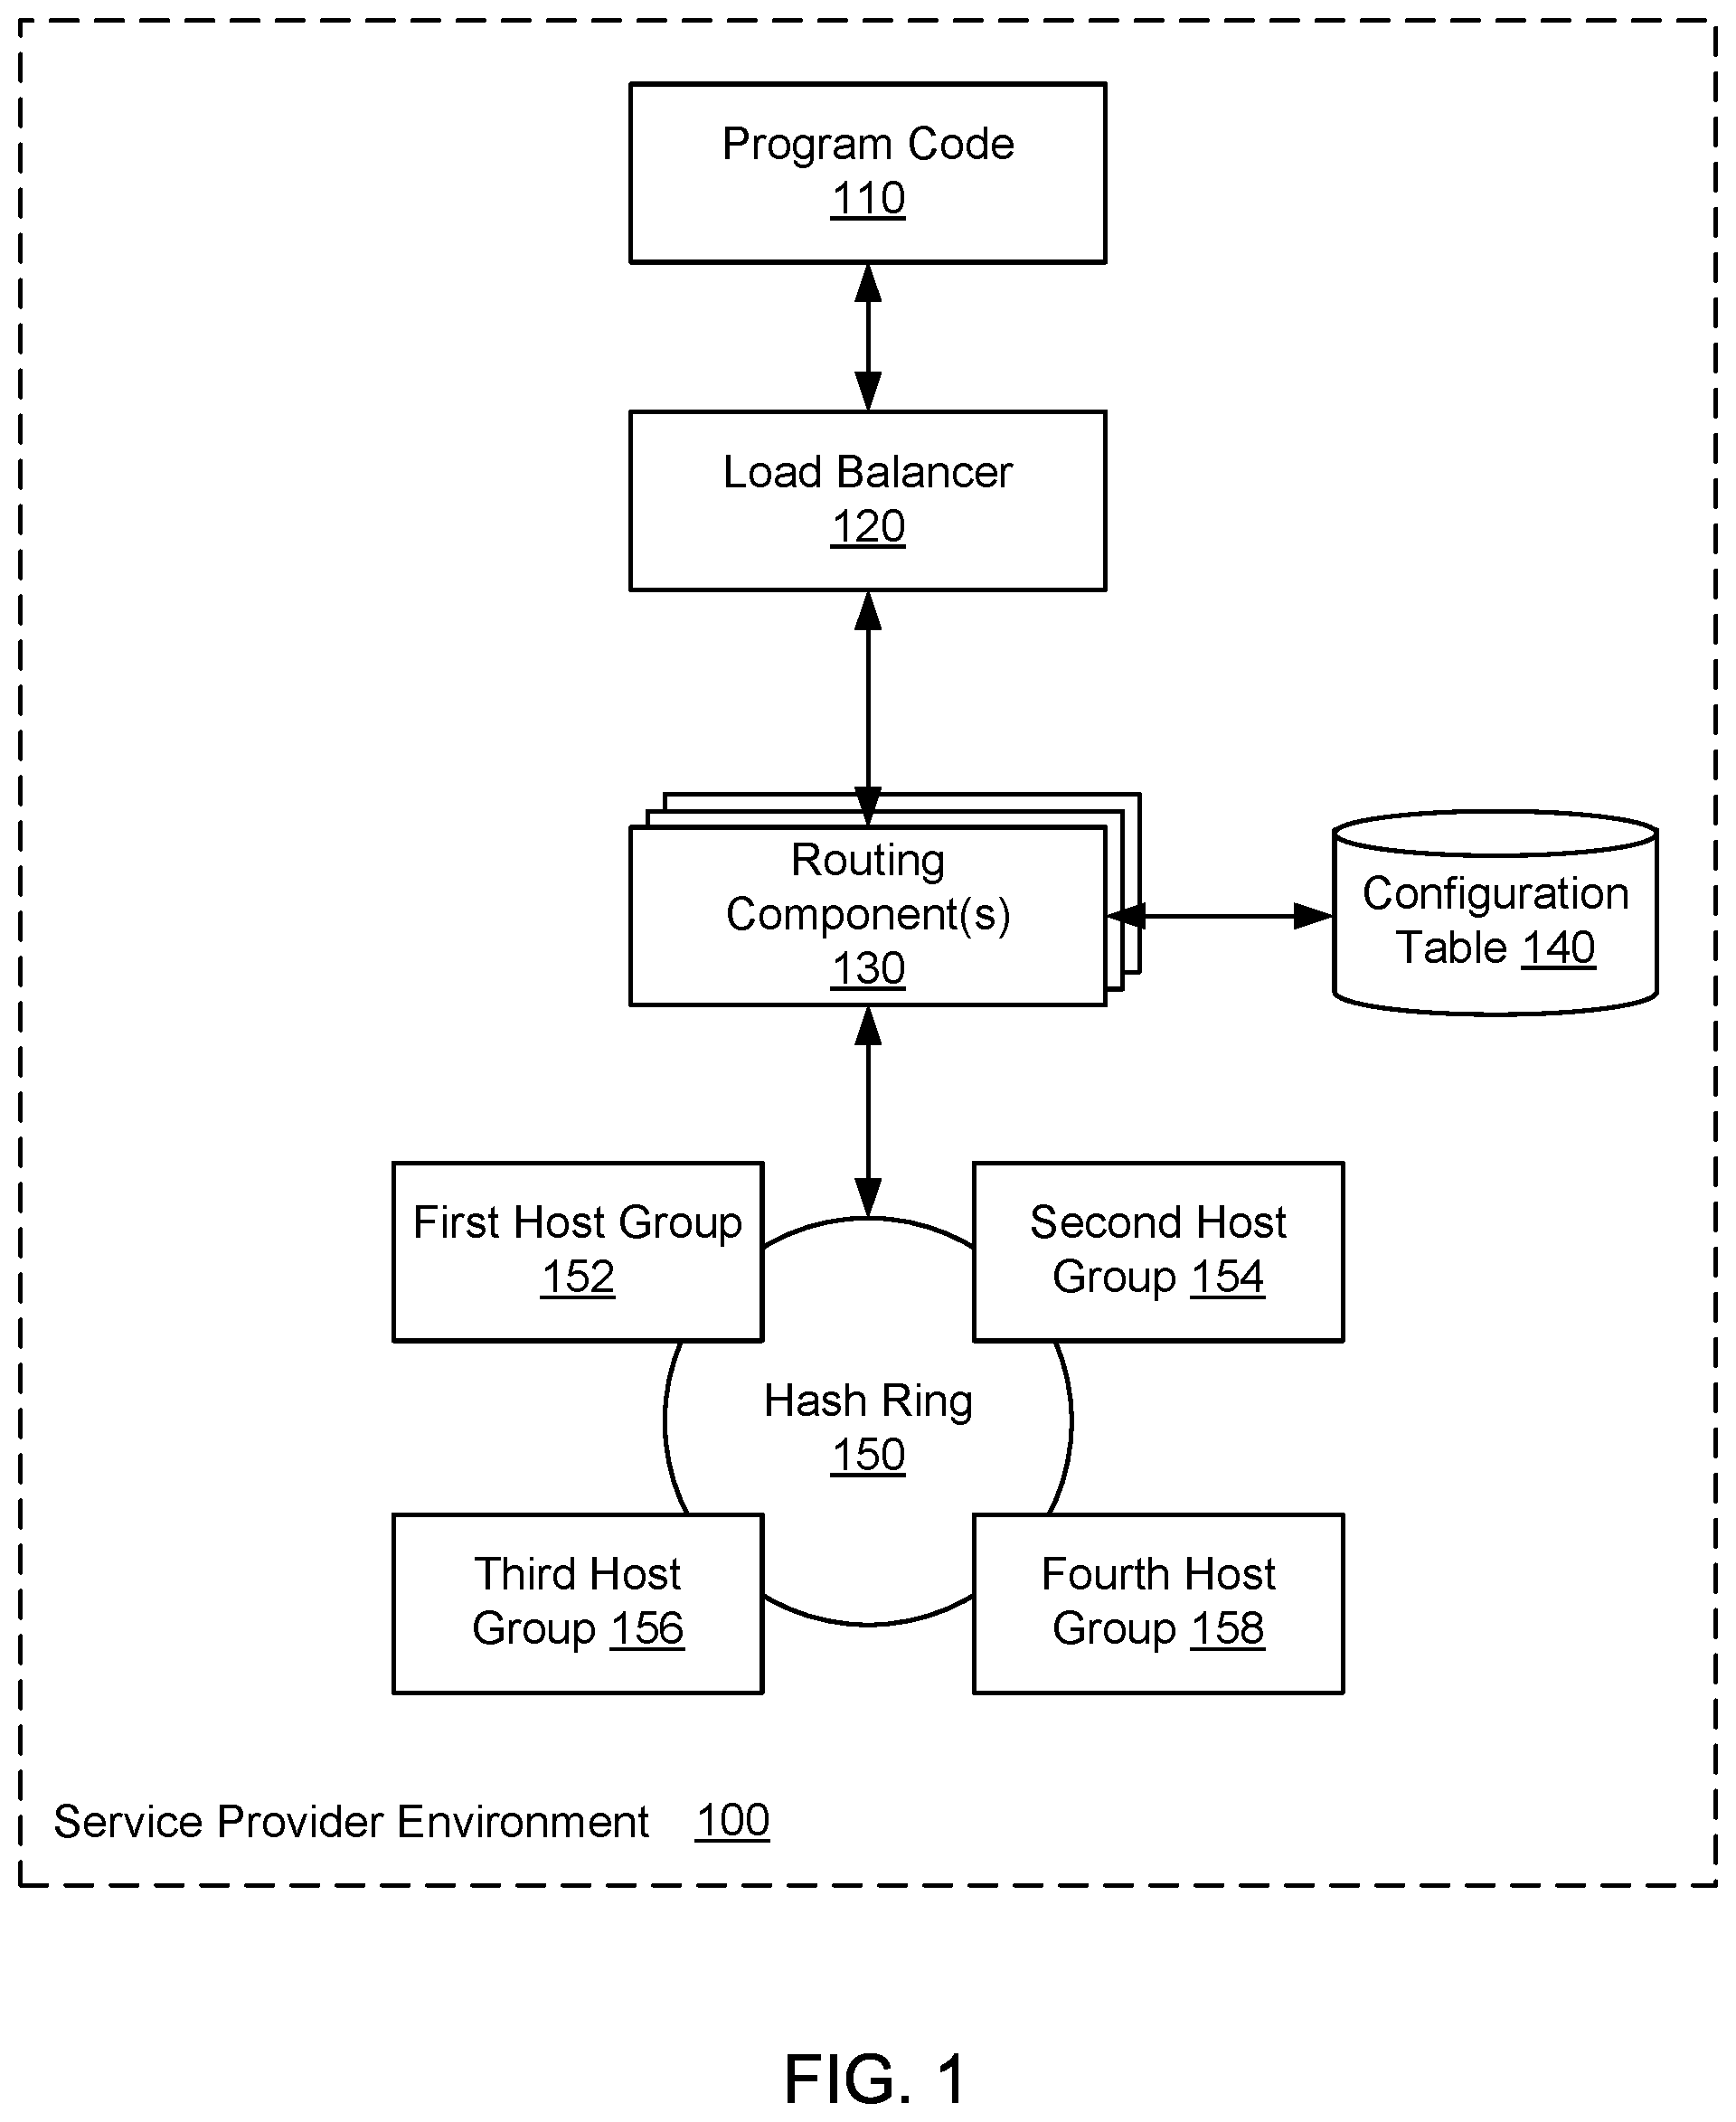 Program Code
110
Load Balancer
120
Routing
Component(s)
130
Configuration
Table 140
First Host Group
152
Second Host
Group 154
Hash Ring
150
Third Host
Group 156
Fourth Host
Group 158
Service Provider Environment 100
FIG. 1